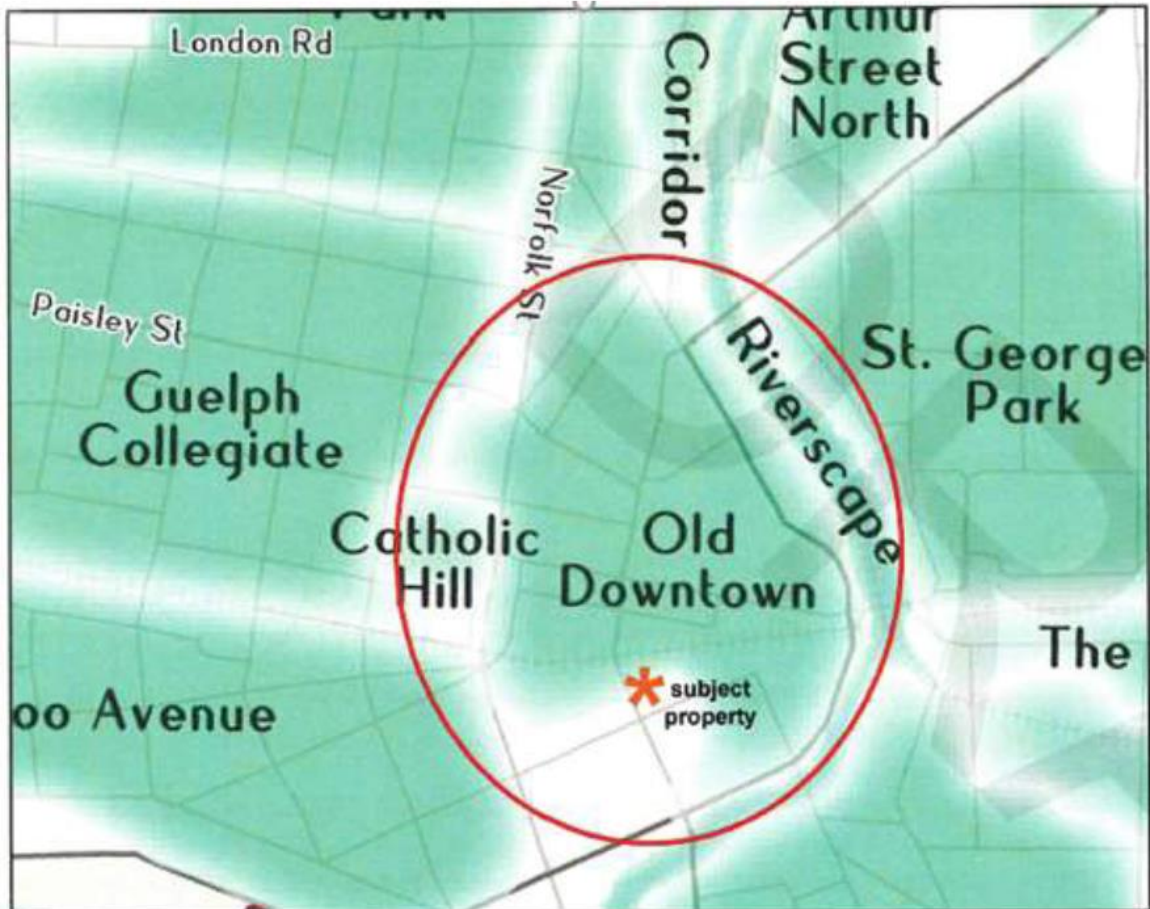 Park
London Rd
Corridor
Arthur
Street
North
Norfolk St
Paisley St
Riverscape
St. George
Park
Guelph
Collegiate
Catholic
Hill
Old
Downtown
The
subject
property
oo Avenue